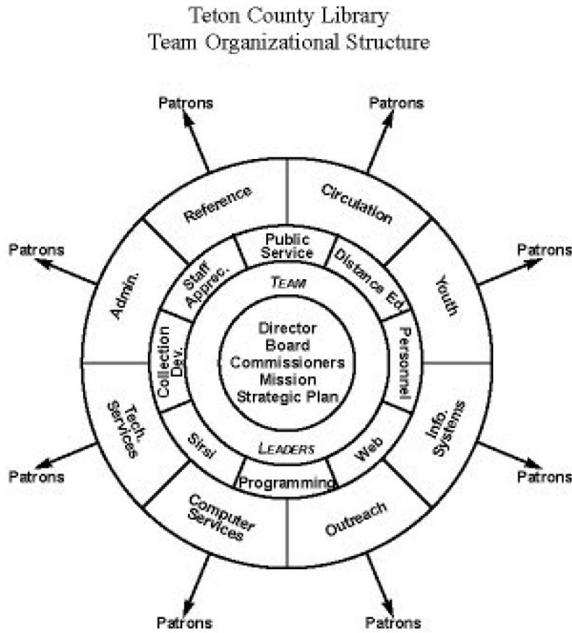 Teton County Library
Team Organizational Structure
Patrons
Patrons
Reference
Circulation
Patrons
Patrons
Admin.
Youth
Staff
Apprec.
Public
Service
Distance Ed.
TEAM
Collection
Dev.
Personnel
Director
Board
Commissioners
Mission
Strategic Plan
Tech.
Services
Info.
Systems
Sirsi
LEADERS
Web
Programming
Patrons
Patrons
Computer
Services
Outreach
Patrons
Patrons